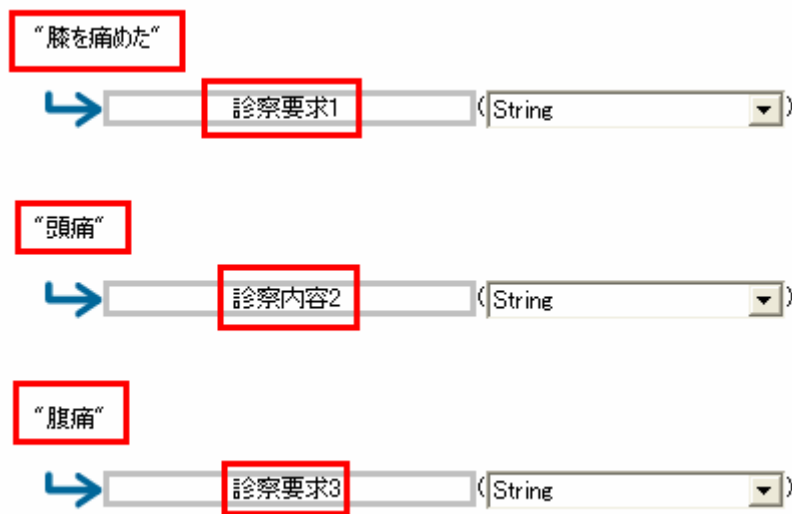 “膝を痛めた“
診察要求1 (String)
“頭痛“
診察内容2 (String)
“腹痛“
診察要求3 (String)